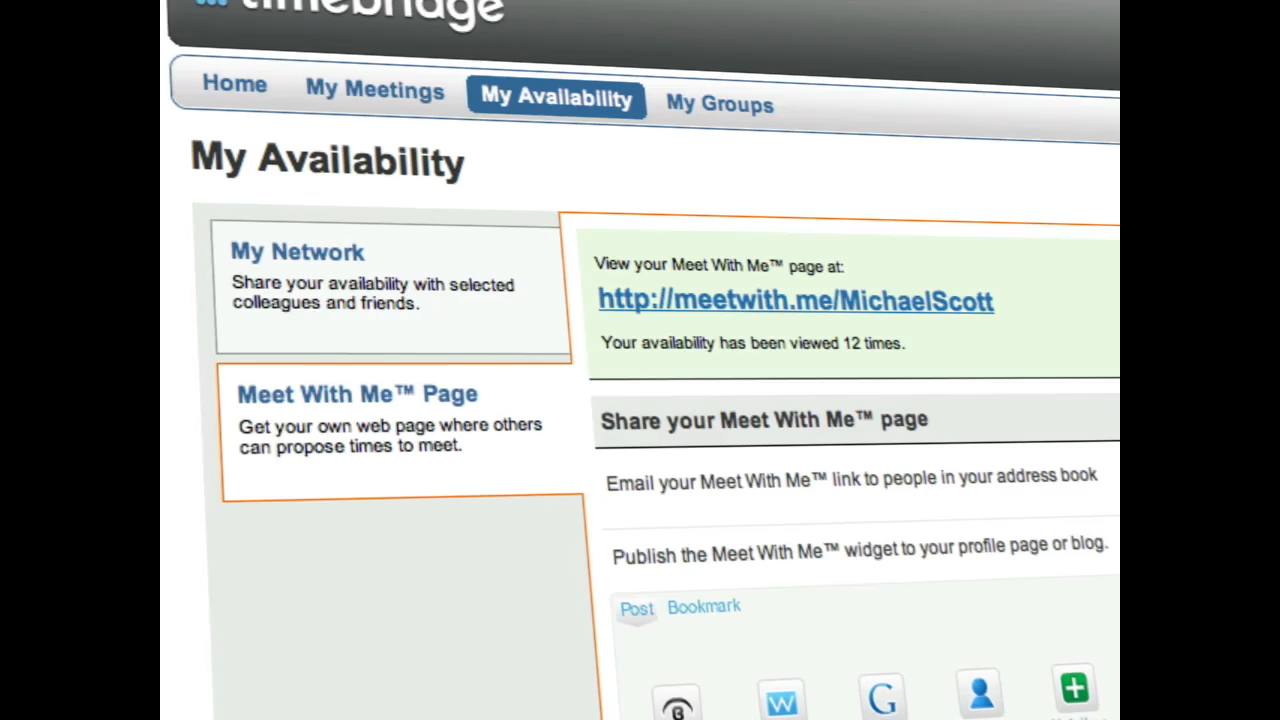 timebridge
Home My Meetings My Availability My Groups
My Availability
My Network
Share your availability with selected
colleagues and friends.
Meet With Me™ Page
Get your own web page where others
can propose times to meet.
View your Meet With Me™ page at:
http://meetwith.me/MichaelScott
Your availability has been viewed 12 times.
Share your Meet With Me™ page
Email your Meet With Me™ link to people in your address book
Publish the Meet With Me™ widget to your profile page or blog.
Post Bookmark
B W G